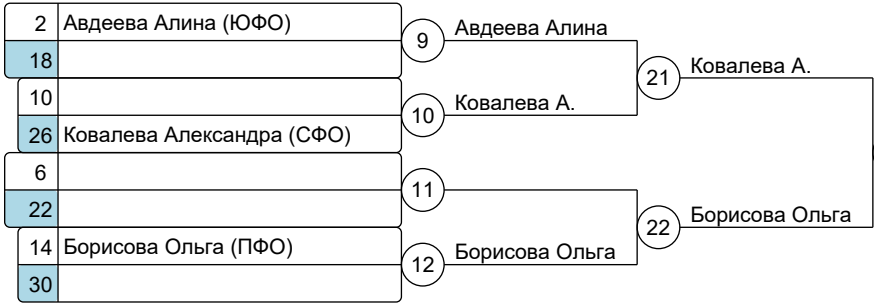 2 Авдеева Алина (ЮФО)
9 Авдеева Алина
18
21 Ковалева А.
10
10 Ковалева А.
26 Ковалева Александра (СФО)
6
11
22
22 Борисова Ольга
14 Борисова Ольга (ПФО)
12 Борисова Ольга
30